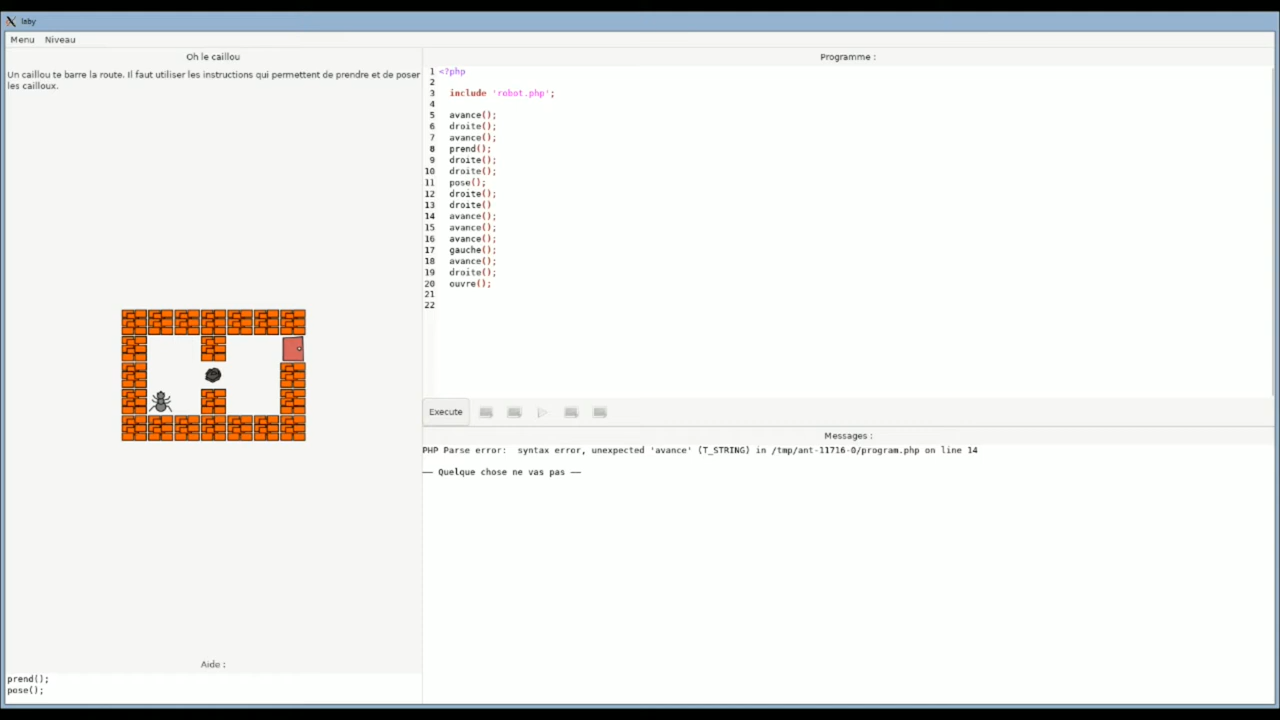 laby
Menu Niveau
Oh le caillou
Un caillou te barre la route. Il faut utiliser les instructions qui permettent de prendre et de poser
les cailloux.
Aide :
prend();
pose();
Programme :
1 <?php
2
3 include 'robot.php';
4
5 avance();
6 droite();
7 avance();
8 prend();
9 droite();
10 droite();
11 pose();
12 droite();
13 droite()
14 avance();
15 avance();
16 avance();
17 gauche();
18 avance();
19 droite();
20 ouvre();
21
22
Execute
Messages :
PHP Parse error:  syntax error, unexpected 'avance' (T_STRING) in /tmp/ant-11716-0/program.php on line 14
—— Quelque chose ne vas pas ——